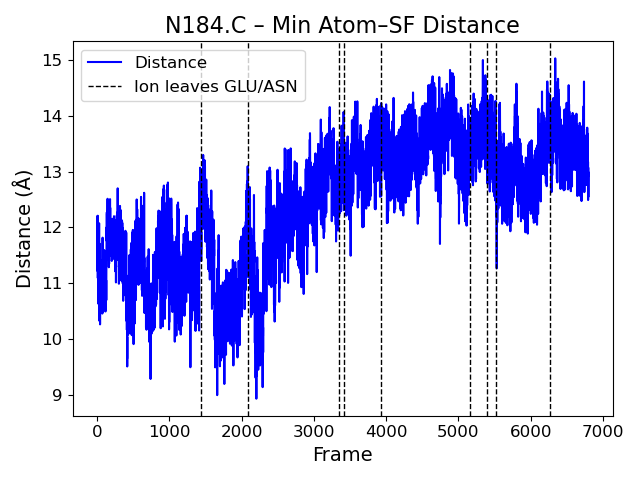 N184.C – Min Atom–SF Distance
Distance
Ion leaves GLU/ASN
Distance (Å)
15
14
13
12
11
10
9
0 1000 2000 3000 4000 5000 6000 7000
Frame